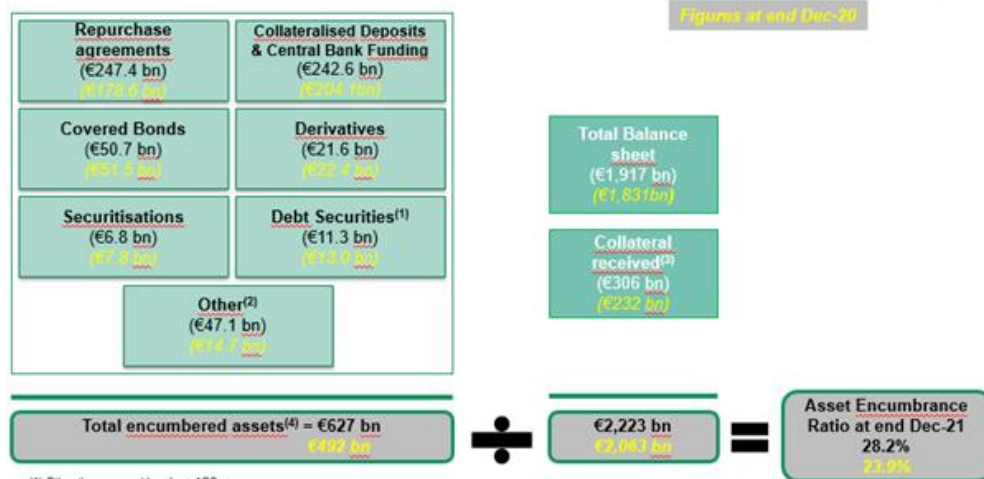 Figures at end Dec-20
Repurchase
agreements
(€247.4 bn)
(€178.6 bn)
Collateralised Deposits
& Central Bank Funding
(€242.6 bn)
(€204.1bn)
Covered Bonds
(€50.7 bn)
(€51.5 bn)
Derivatives
(€21.6 bn)
(€22.4 bn)
Securitisations
(€6.8 bn)
(€7.8 bn)
Debt Securities(1)
(€11.3 bn)
(€13.0 bn)
Other(2)
(€47.1 bn)
(€14.7 bn)
Total Balance
sheet
(€1,917 bn)
(€1,831bn)
Collateral
received(3)
(€306 bn)
(€232 bn)
Total encumbered assets(4) = €627 bn
€492 bn
÷
€2,223 bn
€2,063 bn
=
Asset Encumbrance
Ratio at end Dec-21
28.2%
23.9%